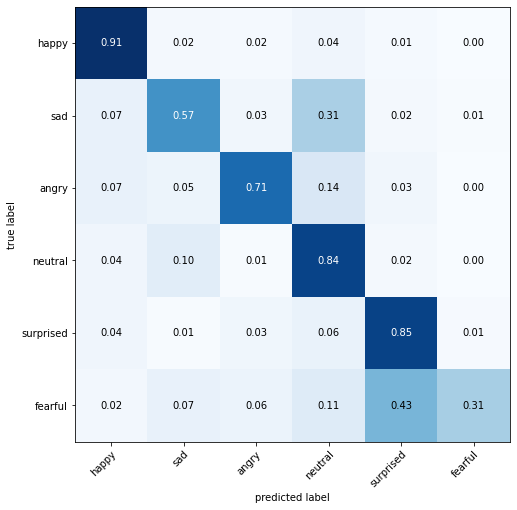 happy 0.91 0.02 0.02 0.04 0.01 0.00
sad 0.07 0.57 0.03 0.31 0.02 0.01
angry 0.07 0.05 0.71 0.14 0.03 0.00
neutral 0.04 0.10 0.01 0.84 0.02 0.00
surprised 0.04 0.01 0.03 0.06 0.85 0.01
fearful 0.02 0.07 0.06 0.11 0.43 0.31
true label
happy sad angry neutral surprised fearful
predicted label